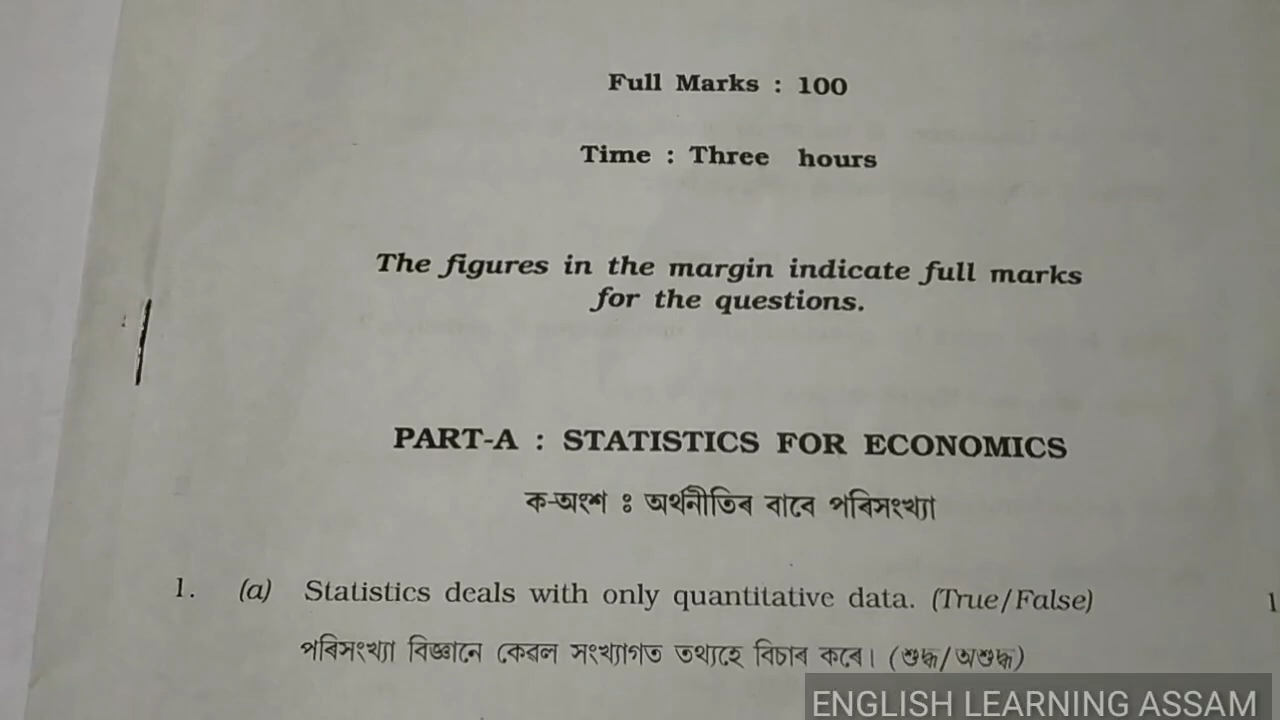 Full Marks : 100
Time : Three hours
The figures in the margin indicate full marks
for the questions.
PART-A : STATISTICS FOR ECONOMICS
ক-অংশ ঃ অৰ্থনীতিৰ বাবে পৰিসংখ্যা
1. (a) Statistics deals with only quantitative data. (True/False) 1
পৰিসংখ্যা বিজ্ঞানে কেৱল সংখ্যাগত তথ্যহে বিচাৰ কৰে। (শুদ্ধ/অশুদ্ধ)
ENGLISH LEARNING ASSAM